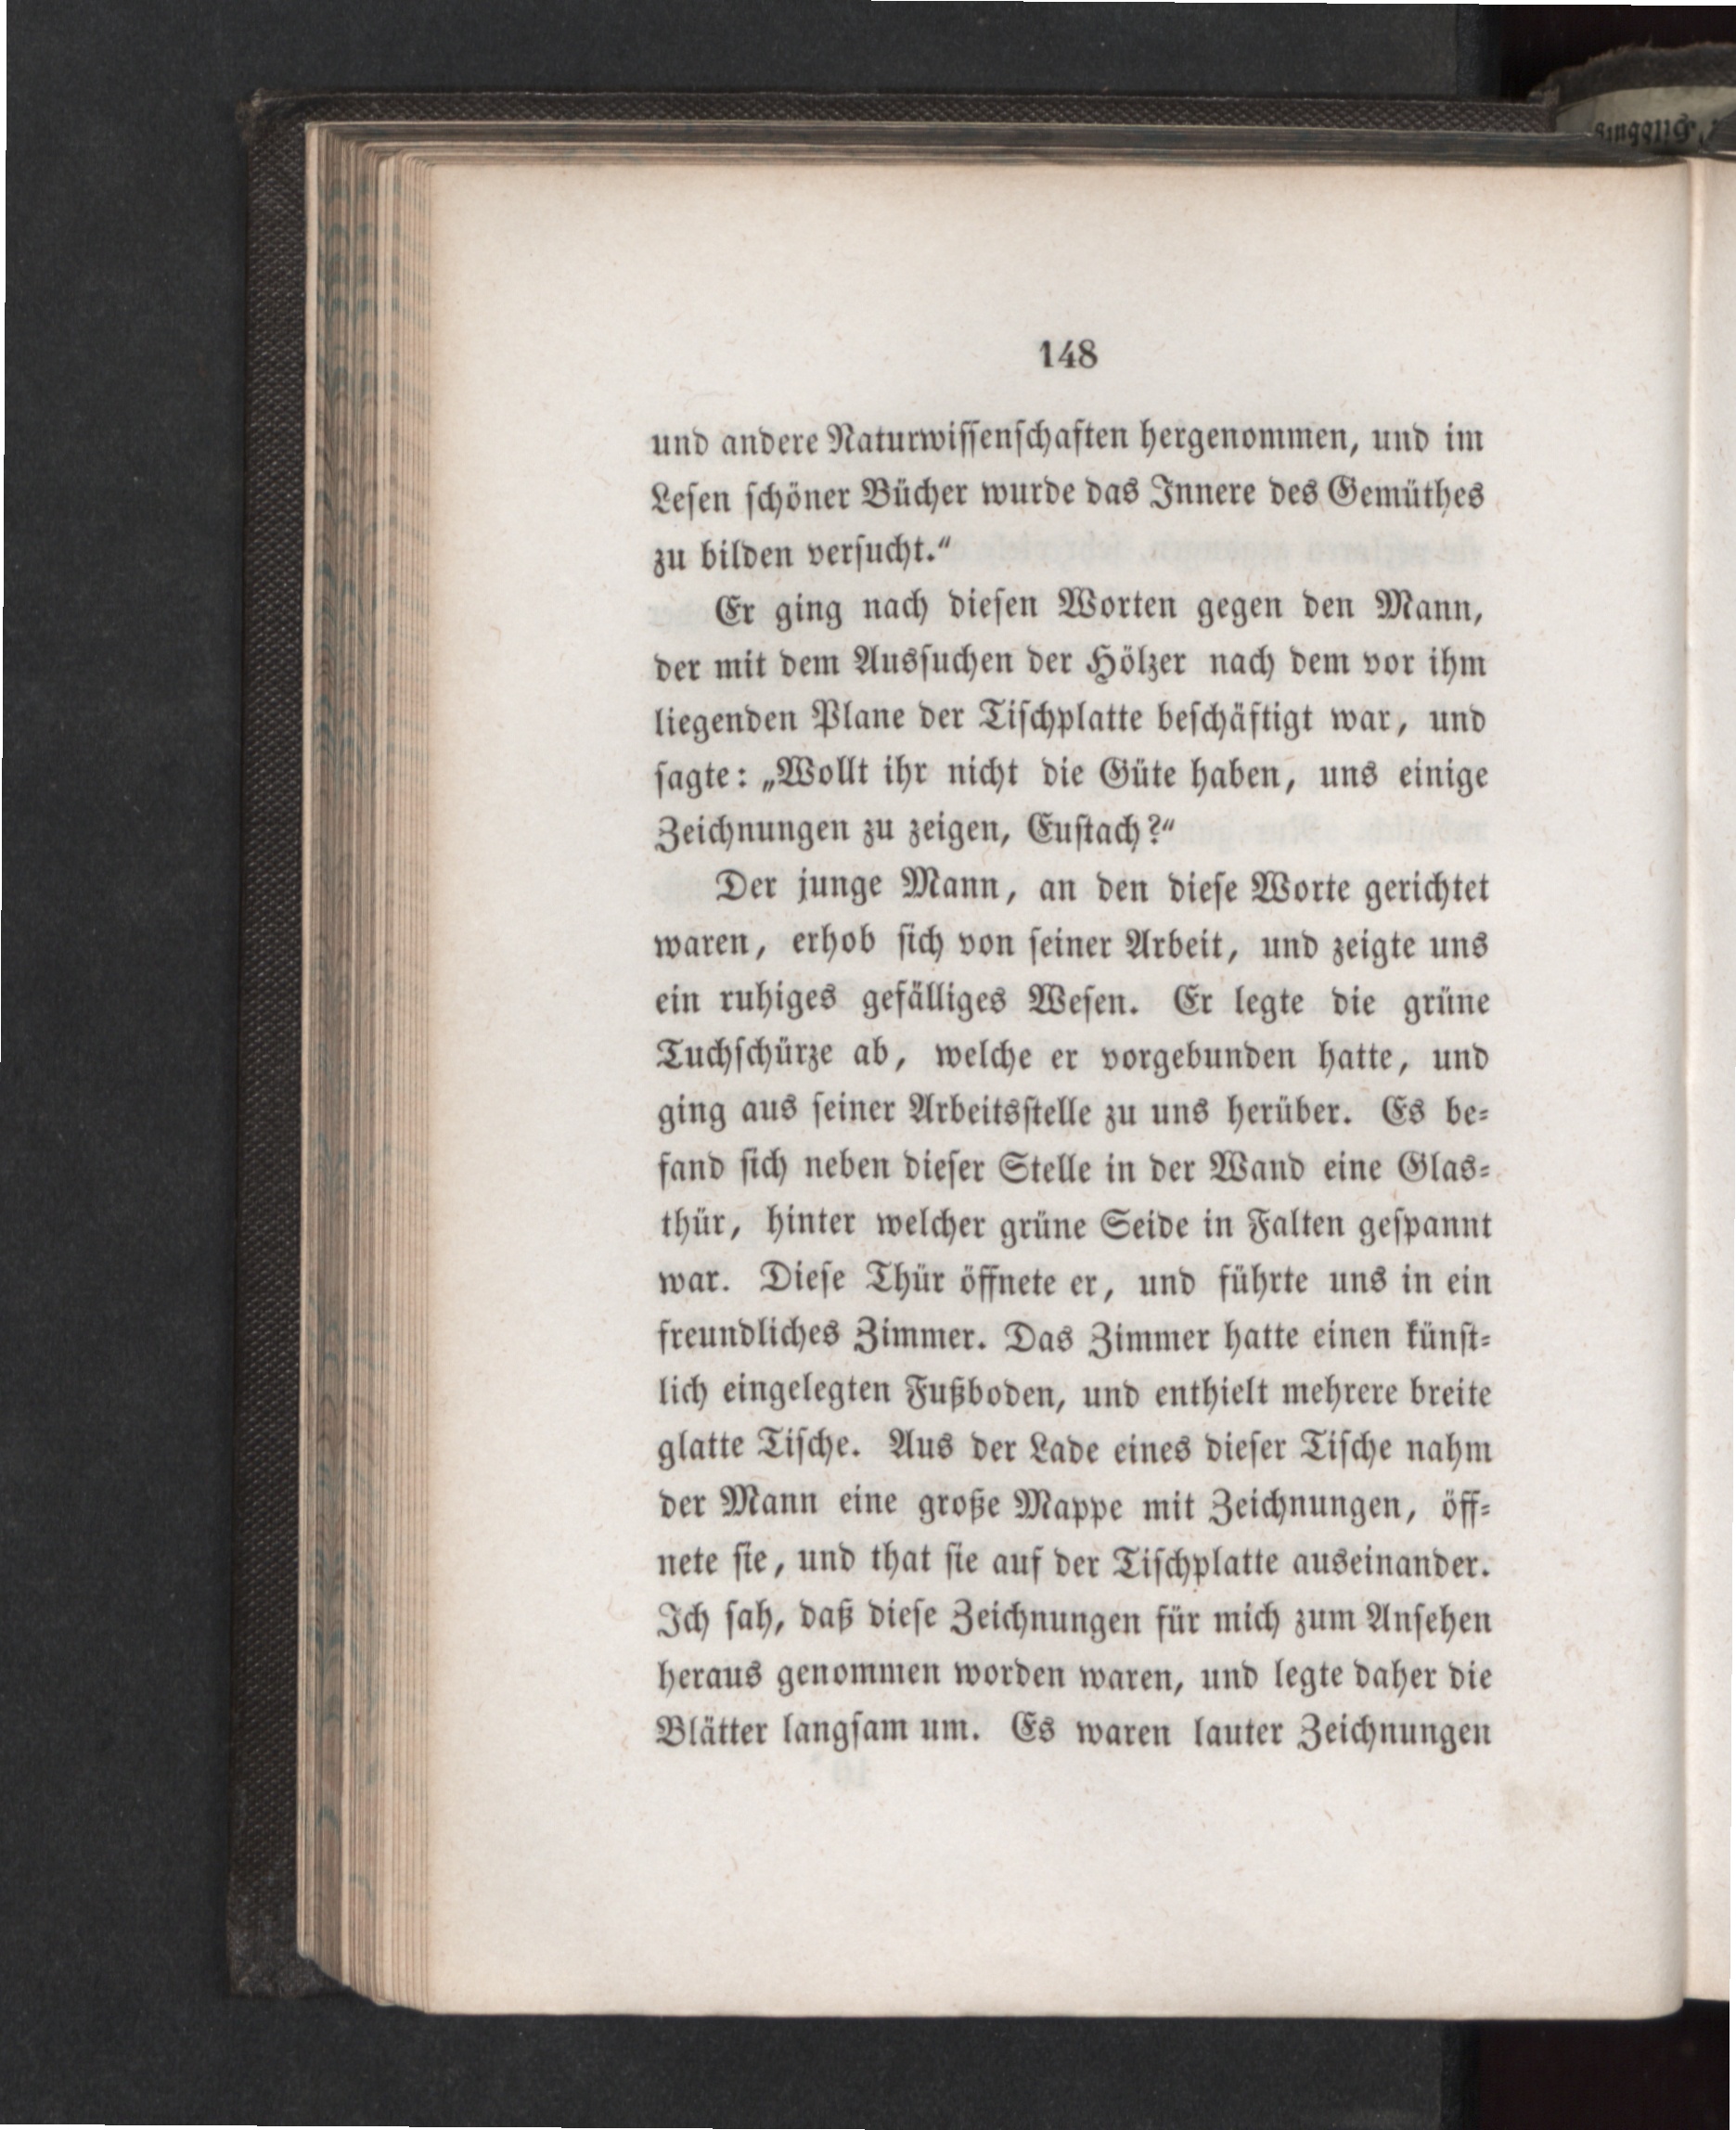 148
und andere Naturwiſſenſchaften hergenommen, und im
Leſen ſchöner Bücher wurde das Innere des Gemüthes
zu bilden verſucht.“
Er ging nach dieſen Worten gegen den Mann,
der mit dem Ausſuchen der Hölzer nach dem vor ihm
liegenden Plane der Tiſchplatte beſchäftigt war, und
ſagte: „Wollt ihr nicht die Güte haben, uns einige
Zeichnungen zu zeigen, Euſtach?“
Der junge Mann, an den dieſe Worte gerichtet
waren, erhob ſich von ſeiner Arbeit, und zeigte uns
ein ruhiges gefälliges Weſen. Er legte die grüne
Tuchſchürze ab, welche er vorgebunden hatte, und
ging aus ſeiner Arbeitsſtelle zu uns herüber. Es be⸗
fand ſich neben dieſer Stelle in der Wand eine Glas⸗
thür, hinter welcher grüne Seide in Falten geſpannt
war. Dieſe Thür öffnete er, und führte uns in ein
freundliches Zimmer. Das Zimmer hatte einen künſt⸗
lich eingelegten Fußboden, und enthielt mehrere breite
glatte Tiſche. Aus der Lade eines dieſer Tiſche nahm
der Mann eine große Mappe mit Zeichnungen, öff⸗
nete ſie, und that ſie auf der Tiſchplatte auseinander.
Ich ſah, daß dieſe Zeichnungen für mich zum Anſehen
heraus genommen worden waren, und legte daher die
Blätter langſam um. Es waren lauter Zeichnungen